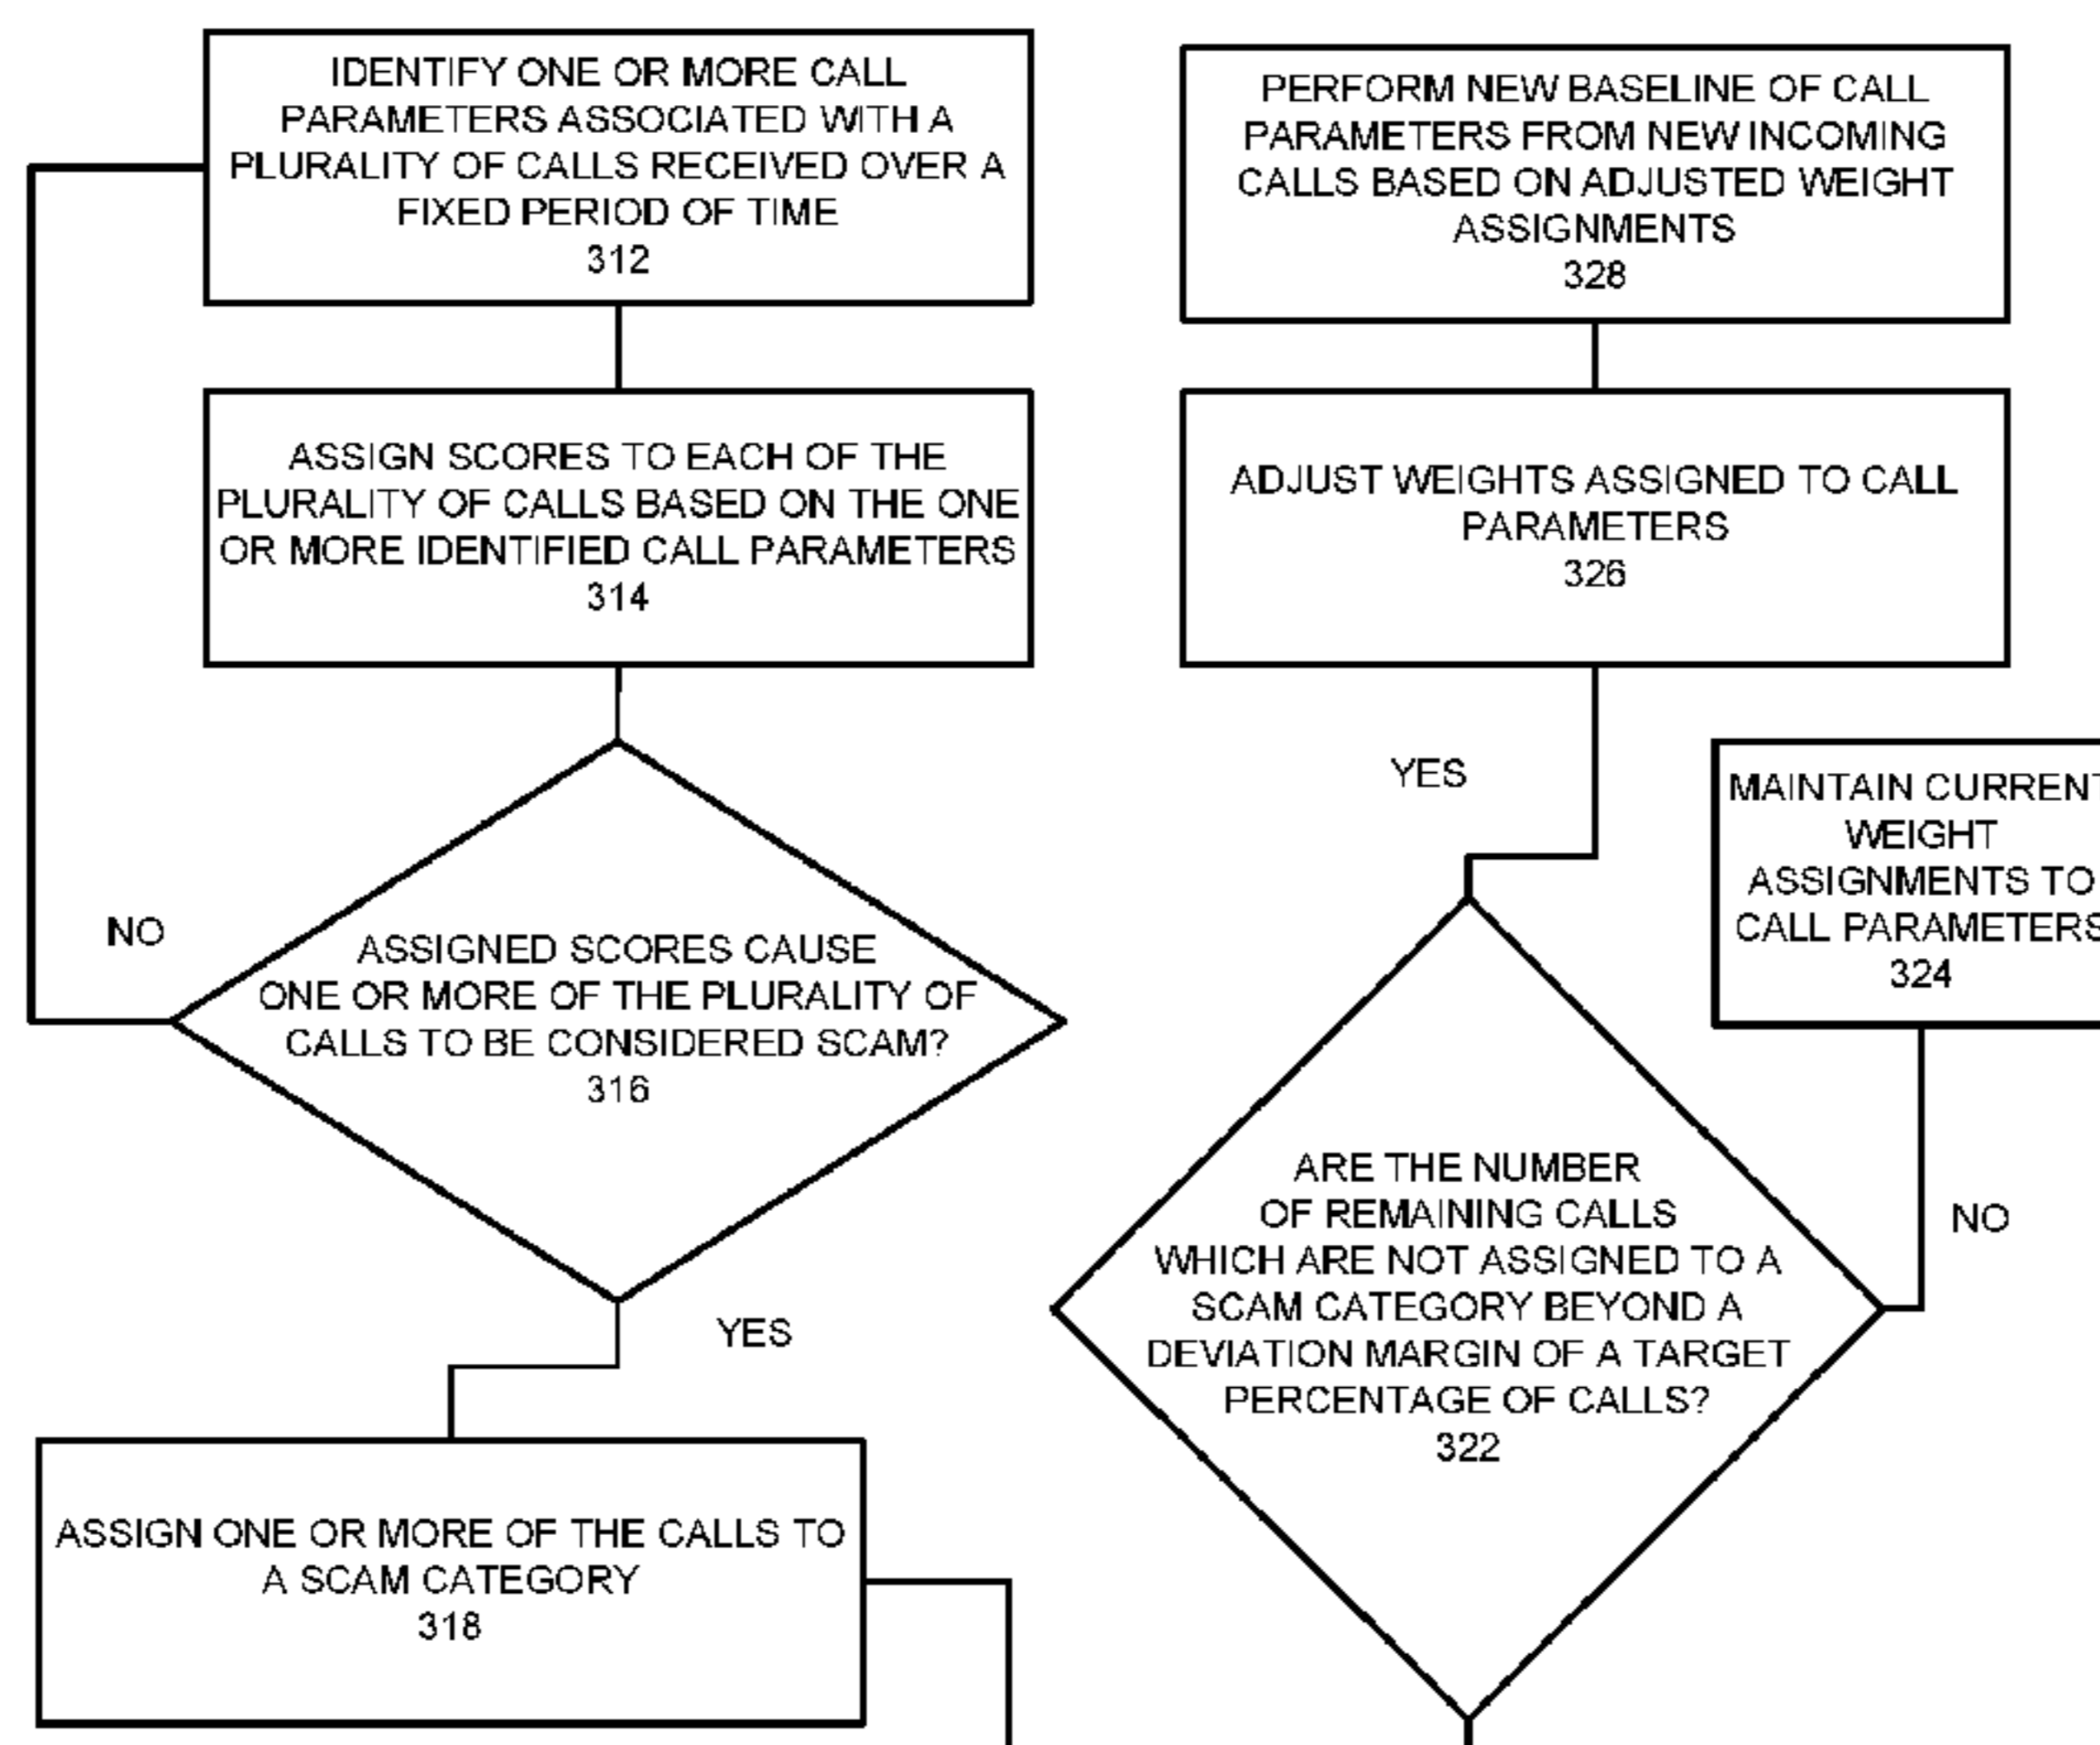 IDENTIFY ONE OR MORE CALL
PARAMETERS ASSOCIATED WITH A
PLURALITY OF CALLS RECEIVED OVER A
FIXED PERIOD OF TIME
312
ASSIGN SCORES TO EACH OF THE
PLURALITY OF CALLS BASED ON THE ONE
OR MORE IDENTIFIED CALL PARAMETERS
314
NO
ASSIGNED SCORES CAUSE
ONE OR MORE OF THE PLURALITY OF
CALLS TO BE CONSIDERED SCAM?
316
YES
ASSIGN ONE OR MORE OF THE CALLS TO
A SCAM CATEGORY
318
PERFORM NEW BASELINE OF CALL
PARAMETERS FROM NEW INCOMING
CALLS BASED ON ADJUSTED WEIGHT
ASSIGNMENTS
328
ADJUST WEIGHTS ASSIGNED TO CALL
PARAMETERS
326
YES
MAINTAIN CURRENT
WEIGHT
ASSIGNMENTS TO
CALL PARAMETERS
324
NO
ARE THE NUMBER
OF REMAINING CALLS
WHICH ARE NOT ASSIGNED TO A
SCAM CATEGORY BEYOND A
DEVIATION MARGIN OF A TARGET
PERCENTAGE OF CALLS?
322